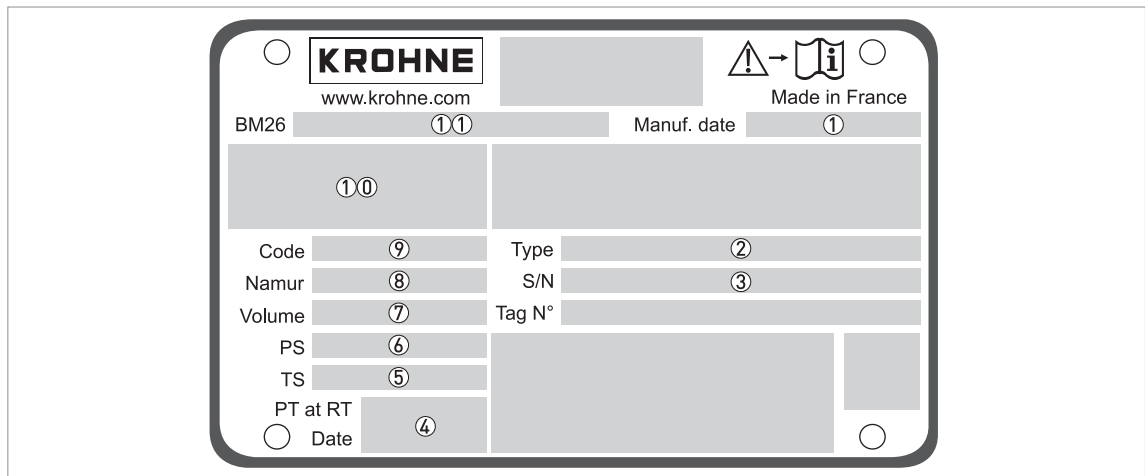 KROHNE
www.krohne.com
Made in France
BM26 ①① Manuf. date ①
①⓪
Code ⑨ Type ②
Namur ⑧ S/N ③
Volume ⑦ Tag N°
PS ⑥
TS ⑤
PT at RT
Date ④